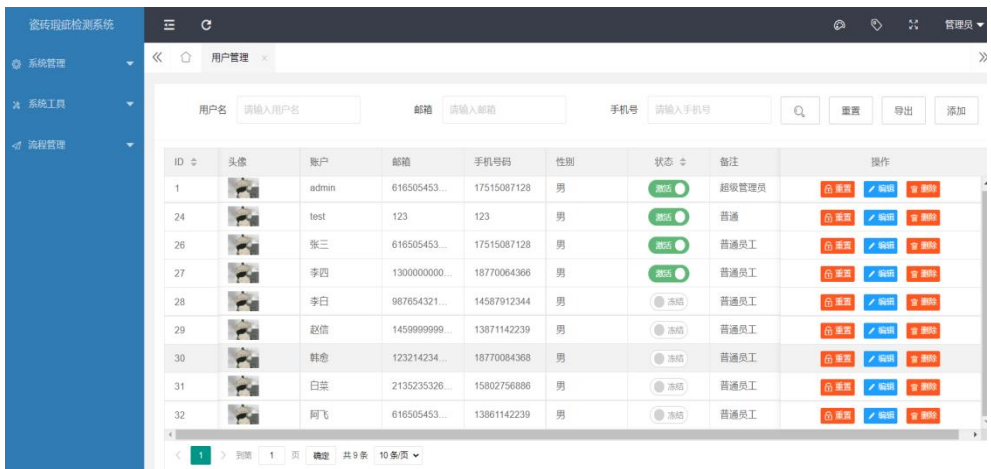 瓷砖瑕疵检测系统
管理员
系统管理
用户管理
系统工具
流程管理
用户名 请输入用户名 邮箱 请输入邮箱 手机号 请输入手机号 重置 导出 添加
ID 头像 账户 邮箱 手机号码 性别 状态 备注 操作
1 admin 616505453... 17515087128 男 激活 超级管理员 重置 编辑 删除
24 test 123 123 男 激活 普通 重置 编辑 删除
26 张三 616505453... 17515087128 男 激活 普通员工 重置 编辑 删除
27 李四 1300000000... 18770064366 男 激活 普通员工 重置 编辑 删除
28 李白 987654321... 14587912344 男 冻结 普通员工 重置 编辑 删除
29 赵信 1459999999... 13871142239 男 冻结 普通员工 重置 编辑 删除
30 韩愈 123214234... 18770084368 男 冻结 普通员工 重置 编辑 删除
31 白菜 2135235326... 15802756886 男 冻结 普通员工 重置 编辑 删除
32 阿飞 616505453... 13861142239 男 冻结 普通员工 重置 编辑 删除
1 到第 1 页 确定 共 9 条 10 条/页